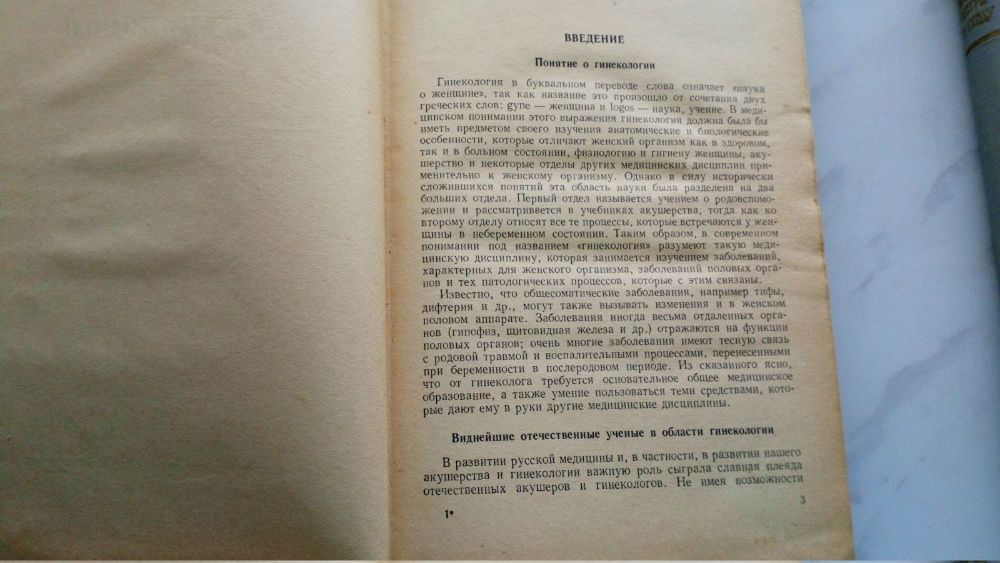 ВВЕДЕНИЕ
Понятие о гинекологии
Гинекология в буквальном переводе слова означает «наука
о женщине», так как название это произошло от сочетания двух
греческих слов: gyne — женщина и logos — наука, учение. В меди-
цинском понимании этого выражения гинекология должна была бы
иметь предметом своего изучения анатомические и биологические
особенности, которые отличают женский организм как в здоровом,
так и в больном состоянии, физиологию и гигиену женщины, аку-
шерство и некоторые отделы других медицинских дисциплин при-
менительно к женскому организму. Однако в силу исторически
сложившихся понятий эта область науки была разделена на два
больших отдела. Первый отдел называется учением о родовспомо-
жении и рассматривается в учебниках акушерства, тогда как ко
второму отделу относят все те процессы, которые встречаются у жен-
щины в небеременном состоянии. Таким образом, в современном
понимании под названием «гинекология» разумеют такую меди-
цинскую дисциплину, которая занимается изучением заболеваний,
характерных для женского организма, заболеваний половых орга-
нов и тех патологических процессов, которые с этим связаны.
Известно, что общесоматические заболевания, например тифы,
дифтерия и др., могут также вызывать изменения и в женском
половом аппарате. Заболевания иногда весьма отдаленных орга-
нов (гипофиз, щитовидная железа и др.) отражаются на функции
половых органов; очень многие заболевания имеют тесную связь
с родовой травмой и воспалительными процессами, перенесенными
при беременности в послеродовом периоде. Из сказанного ясно,
что от гинеколога требуется основательное общее медицинское
образование, а также умение пользоваться теми средствами, кото-
рые дают ему в руки другие медицинские дисциплины.
Виднейшие отечественные ученые в области гинекологии
В развитии русской медицины и, в частности, в развитии нашего
акушерства и гинекологии важную роль сыграла славная плеяда
отечественных акушеров и гинекологов. Не имея возможности
1*
3